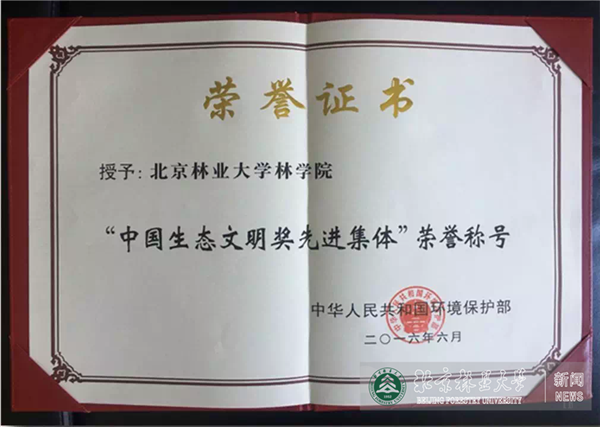 荣誉证书
授予：北京林业大学林学院
“中国生态文明奖先进集体”荣誉称号
中华人民共和国环境保护部
二〇一六年六月
北京林业大学
BEIJING FORESTRY UNIVERSITY
新闻
NEWS